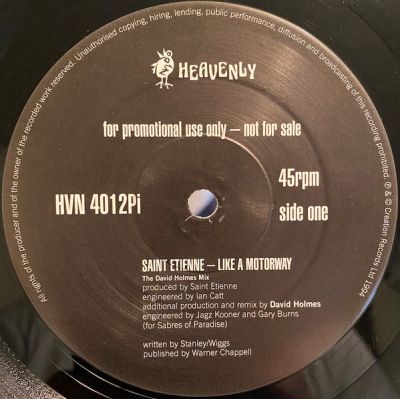 All rights of the producer and of the owner of the recorded work reserved. Unauthorised copying, hiring, lending, public performance, diffusion and broadcasting of this recording prohibited. ℗ & © Creation Records Ltd 1994
HEAVENLY
for promotional use only – not for sale
HVN 4012Pi
45rpm
side one
SAINT ETIENNE – LIKE A MOTORWAY
The David Holmes Mix
produced by Saint Etienne
engineered by Ian Catt
additional production and remix by David Holmes
engineered by Jagz Kooner and Gary Burns
(for Sabres of Paradise)
written by Stanley/Wiggs
published by Warner Chappell